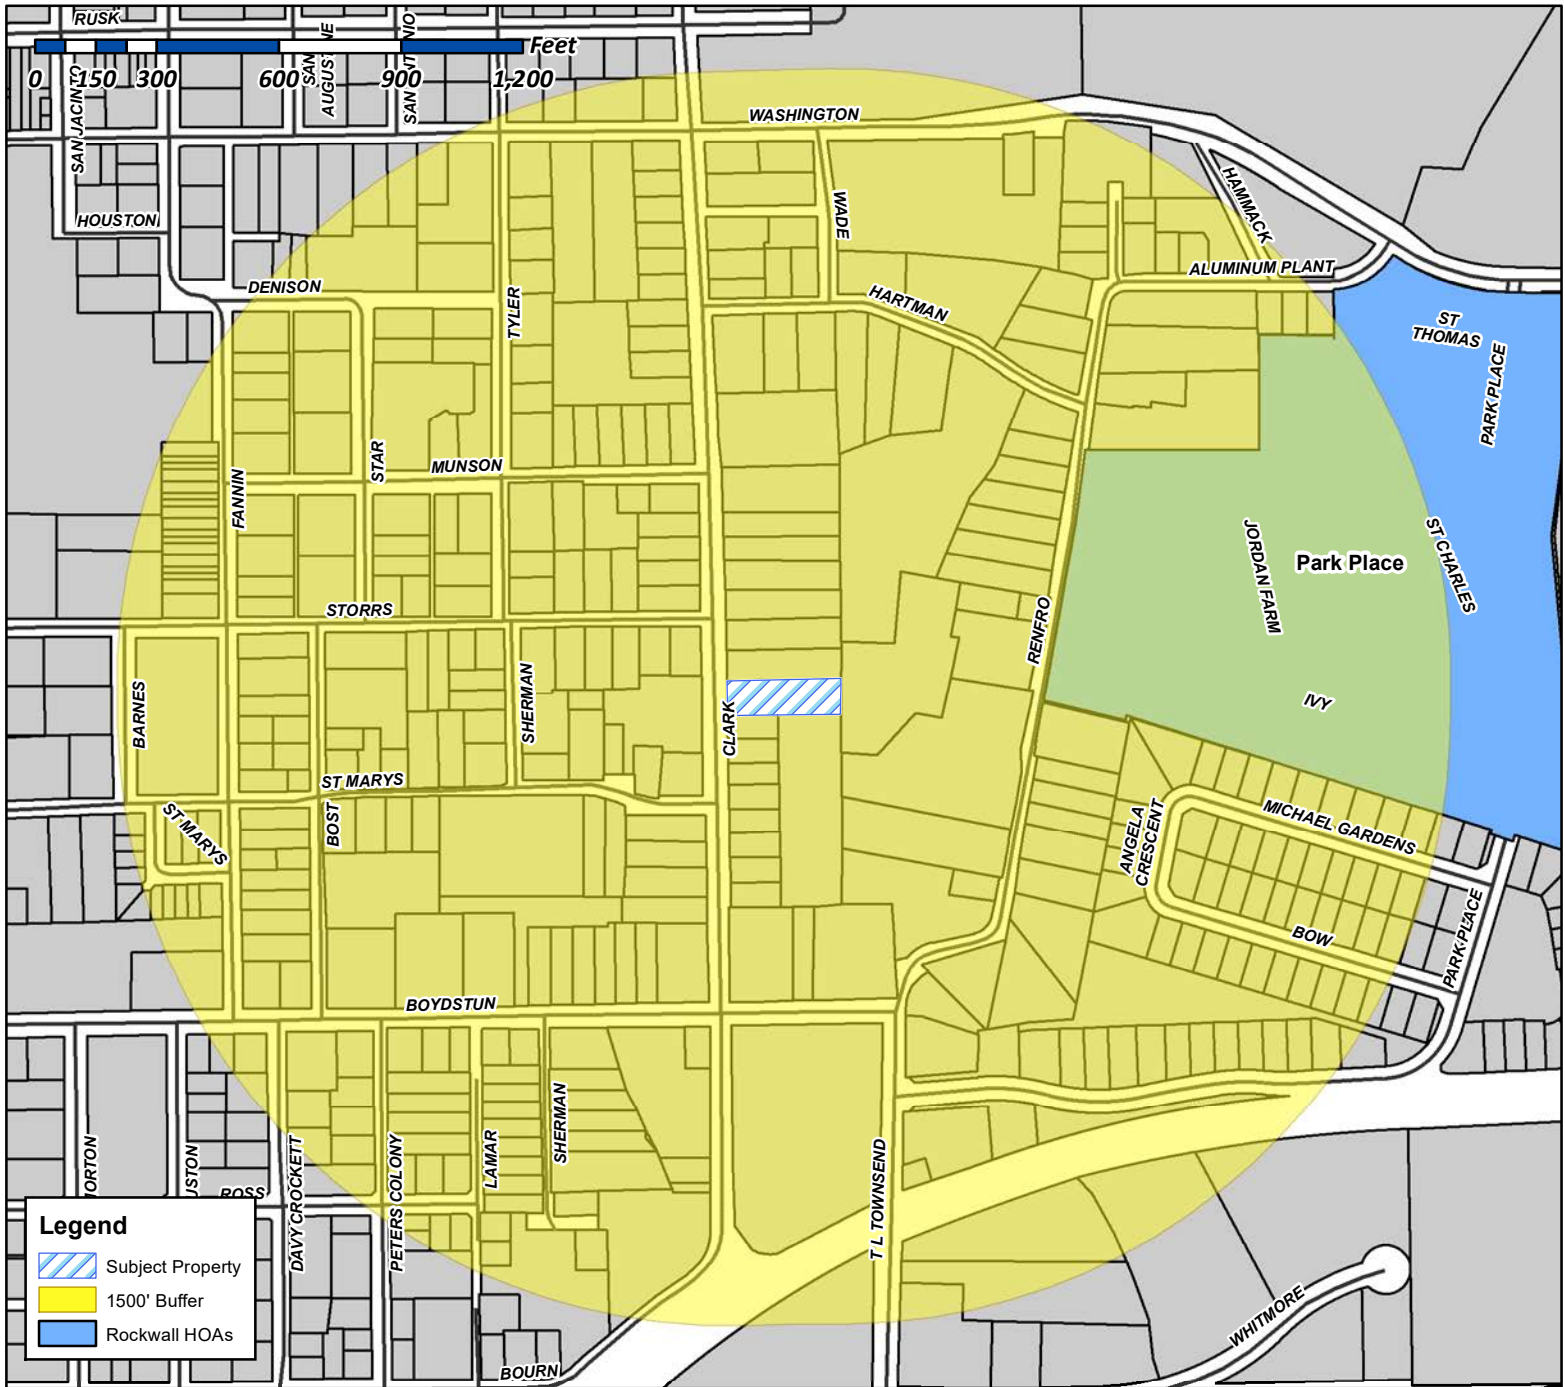 RUSK
Feet
0 150 300 600 900 1,200
SAN JACINTO
SAN
AUGUSTINE
SAN ANTONIO
WASHINGTON
HOUSTON
WADE
HAMMACK
DENISON
ALUMINUM PLANT
TYLER
HARTMAN
ST
THOMAS
PARK PLACE
STAR
MUNSON
FANNIN
JORDAN FARM
Park Place
ST CHARLES
STORRS
RENFRO
BARNES
SHERMAN
CLARK
IVY
ST MARYS
ST MARYS
BOST
ANGELA
CRESCENT
MICHAEL GARDENS
BOW
PARK PLACE
BOYDSTUN
SHERMAN
LAMAR
PETERS COLONY
DAVY CROCKETT
T L TOWNSEND
ROSS
WHITMORE
BOURN
Legend
Subject Property
1500' Buffer
Rockwall HOAs